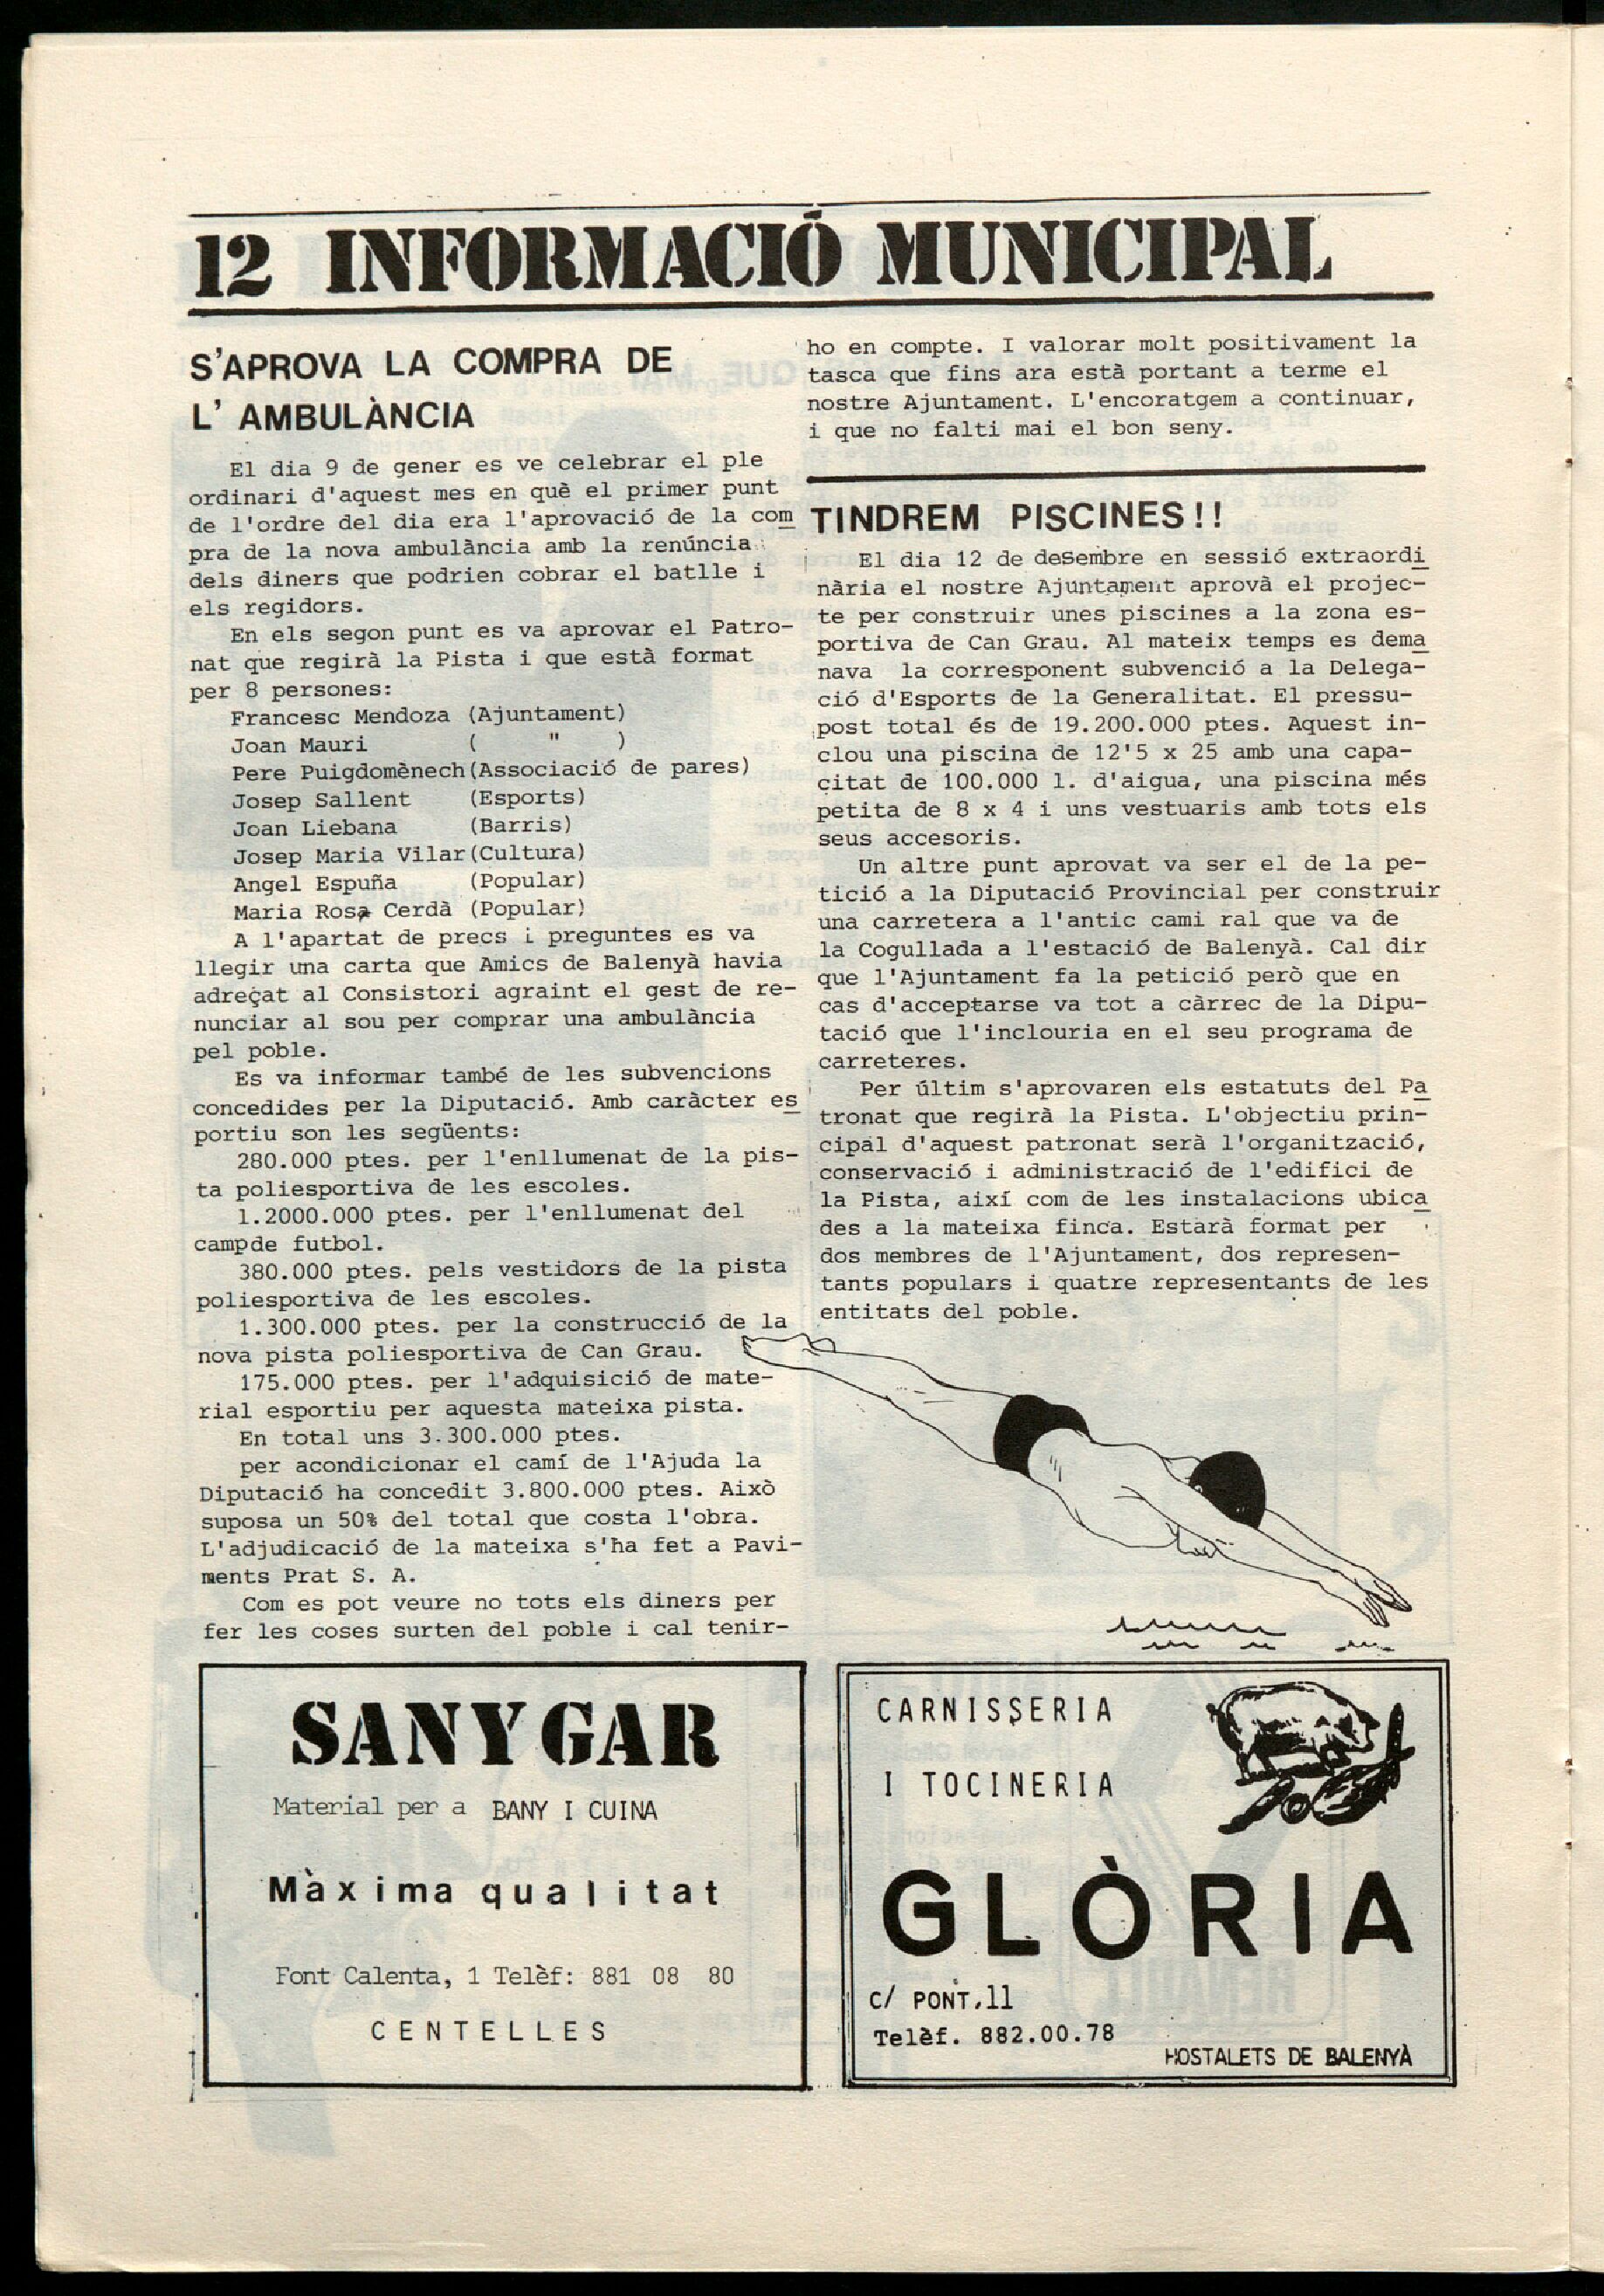 12 INFORMACIÓ MUNICIPAL
S'APROVA LA COMPRA DE
L' AMBULÀNCIA
El dia 9 de gener es ve celebrar el ple
ordinari d'aquest mes en què el primer punt
de l'ordre del dia era l'aprovació de la com
pra de la nova ambulància amb la renúncia
dels diners que podrien cobrar el batlle i
els regidors.
En els segon punt es va aprovar el Patro-
nat que regirà la Pista i que està format
per 8 persones:
Francesc Mendoza (Ajuntament)
Joan Mauri ( " )
Pere Puigdomènech(Associació de pares)
Josep Sallent (Esports)
Joan Liebana (Barris)
Josep Maria Vilar(Cultura)
Angel Espuña (Popular)
Maria Rosa Cerdà (Popular)
A l'apartat de precs i preguntes es va
llegir una carta que Amics de Balenyà havia
adreçat al Consistori agraint el gest de re-
nunciar al sou per comprar una ambulància
pel poble.
Es va informar també de les subvencions
concedides per la Diputació. Amb caràcter es
portiu son les següents:
280.000 ptes. per l'enllumenat de la pis-
ta poliesportiva de les escoles.
1.2000.000 ptes. per l'enllumenat del
campde futbol.
380.000 ptes. pels vestidors de la pista
poliesportiva de les escoles.
1.300.000 ptes. per la construcció de la
nova pista poliesportiva de Can Grau.
175.000 ptes. per l'adquisició de mate-
rial esportiu per aquesta mateixa pista.
En total uns 3.300.000 ptes.
per acondicionar el camí de l'Ajuda la
Diputació ha concedit 3.800.000 ptes. Això
suposa un 50% del total que costa l'obra.
L'adjudicació de la mateixa s'ha fet a Pavi-
ments Prat S. A.
Com es pot veure no tots els diners per
fer les coses surten del poble i cal tenir-
ho en compte. I valorar molt positivament la
tasca que fins ara està portant a terme el
nostre Ajuntament. L'encoratgem a continuar,
i que no falti mai el bon seny.
TINDREM PISCINES!!
El dia 12 de deSembre en sessió extraordi
nària el nostre Ajuntament aprovà el projec-
te per construir unes piscines a la zona es-
portiva de Can Grau. Al mateix temps es dema
nava la corresponent subvenció a la Delega-
ció d'Esports de la Generalitat. El pressu-
post total és de 19.200.000 ptes. Aquest in-
clou una piscina de 12'5 x 25 amb una capa-
citat de 100.000 l. d'aigua, una piscina més
petita de 8 x 4 i uns vestuaris amb tots els
seus accesoris.
Un altre punt aprovat va ser el de la pe-
tició a la Diputació Provincial per construir
una carretera a l'antic cami ral que va de
la Cogullada a l'estació de Balenyà. Cal dir
que l'Ajuntament fa la petició però que en
cas d'acceptarse va tot a càrrec de la Dipu-
tació que l'inclouria en el seu programa de
carreteres.
Per últim s'aprovaren els estatuts del Pa
tronat que regirà la Pista. L'objectiu prin-
cipal d'aquest patronat serà l'organització,
conservació i administració de l'edifici de
la Pista, així com de les instalacions ubica
des a la mateixa finca. Estarà format per
dos membres de l'Ajuntament, dos represen-
tants populars i quatre representants de les
entitats del poble.
SANYGAR
Material per a BANY I CUINA
Màxima qualitat
Font Calenta, 1 Telèf: 881 08 80
CENTELLES
CARNISSERIA
I TOCINERIA
GLÒRIA
C/ PONT,11
Telèf. 882.00.78
HOSTALETS DE BALENYÀ